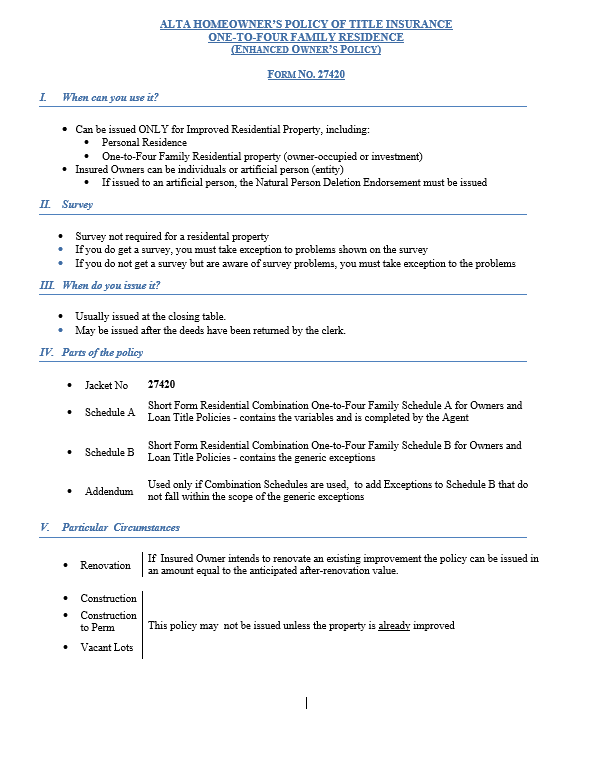 ALTA HOMEOWNER'S POLICY OF TITLE INSURANCE
ONE-TO-FOUR FAMILY RESIDENCE
(ENHANCED OWNER'S POLICY)
FORM NO. 27420
I. When can you use it?
• Can be issued ONLY for Improved Residential Property, including:
• Personal Residence
• One-to-Four Family Residential property (owner-occupied or investment)
• Insured Owners can be individuals or artificial person (entity)
• If issued to an artificial person, the Natural Person Deletion Endorsement must be issued
II. Survey
• Survey not required for a residental property
• If you do get a survey, you must take exception to problems shown on the survey
• If you do not get a survey but are aware of survey problems, you must take exception to the problems
III. When do you issue it?
• Usually issued at the closing table.
• May be issued after the deeds have been returned by the clerk.
IV. Parts of the policy
• Jacket No 27420
• Schedule A Short Form Residential Combination One-to-Four Family Schedule A for Owners and
Loan Title Policies - contains the variables and is completed by the Agent
• Schedule B Short Form Residential Combination One-to-Four Family Schedule B for Owners and
Loan Title Policies - contains the generic exceptions
• Addendum Used only if Combination Schedules are used, to add Exceptions to Schedule B that do
not fall within the scope of the generic exceptions
V. Particular Circumstances
• Renovation If Insured Owner intends to renovate an existing improvement the policy can be issued in
an amount equal to the anticipated after-renovation value.
• Construction
• Construction
to Perm This policy may not be issued unless the property is already improved
• Vacant Lots